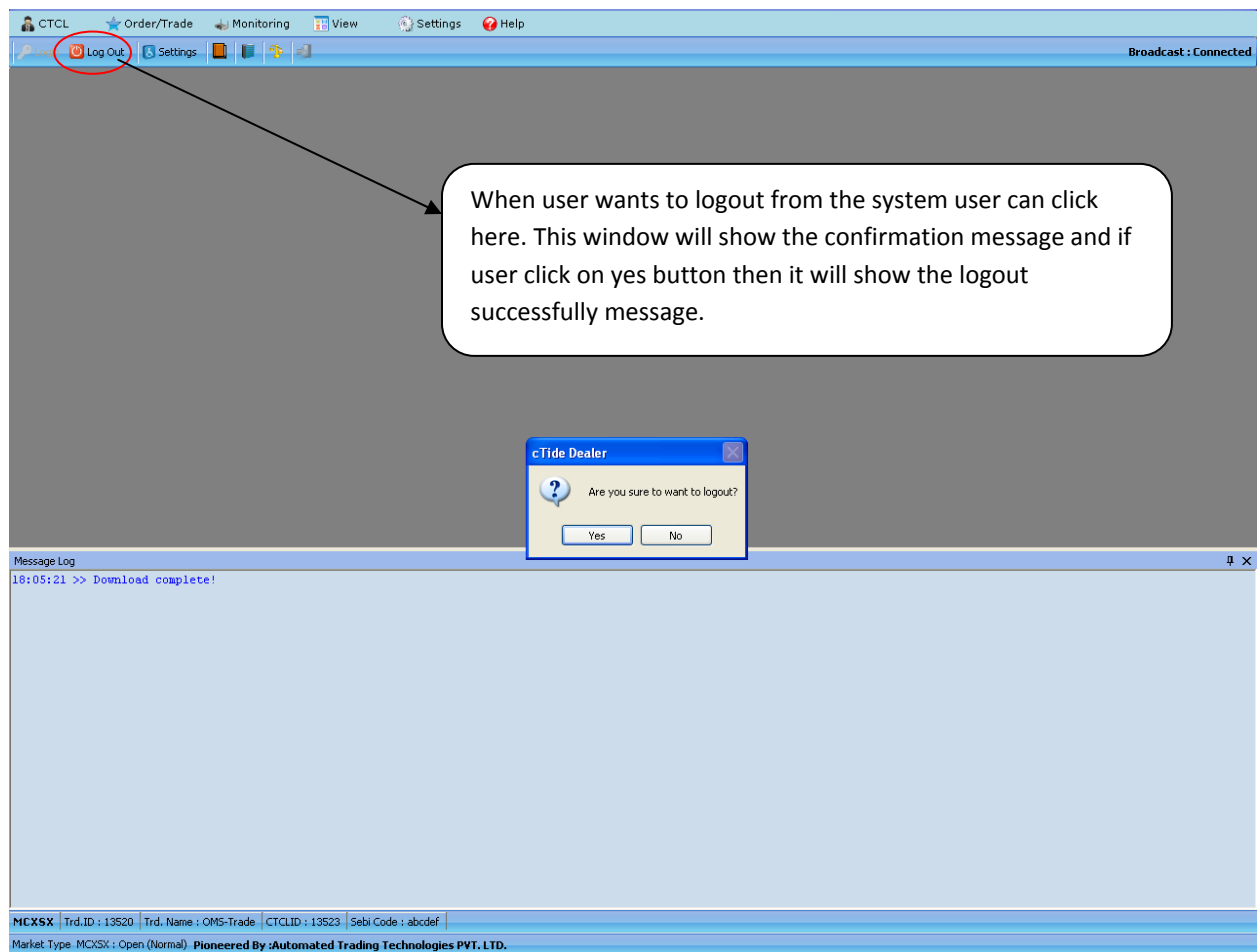 CTCL Order/Trade Monitoring View Settings Help
Log Out Settings Broadcast : Connected
When user wants to logout from the system user can click
here. This window will show the confirmation message and if
user click on yes button then it will show the logout
successfully message.
cTide Dealer
Are you sure to want to logout?
Yes No
Message Log
18:05:21 >> Download complete!
MCXSX Trd.ID : 13520 Trd. Name : OMS-Trade CTCLID : 13523 Sebi Code : abcdef
Market Type MCXSX : Open (Normal) Pioneered By :Automated Trading Technologies PVT. LTD.